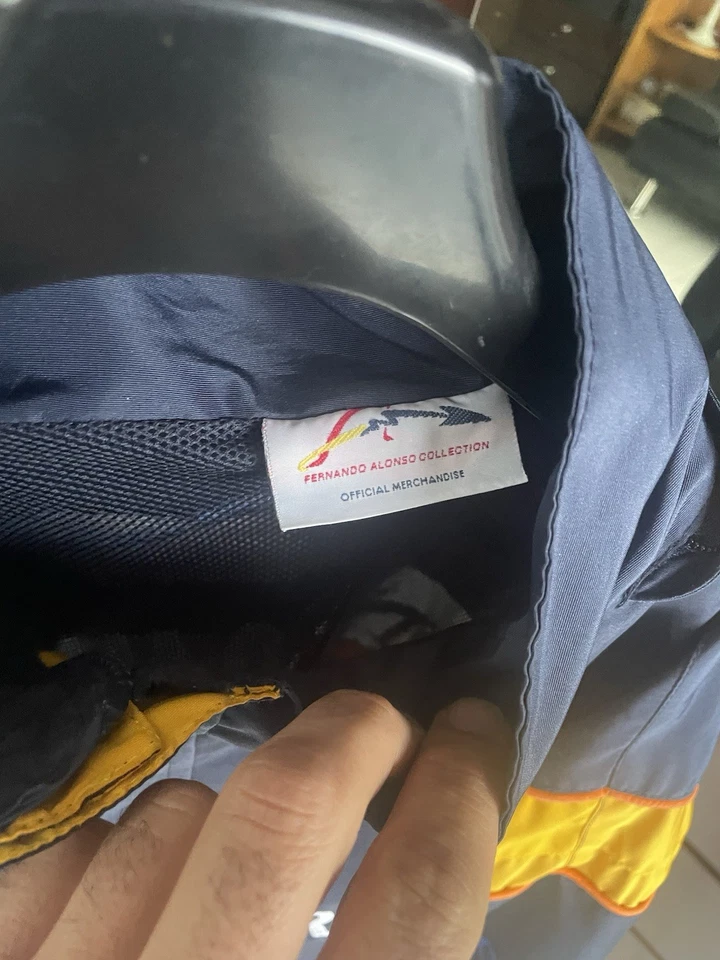 FERNANDO ALONSO COLLECTION
OFFICIAL MERCHANDISE